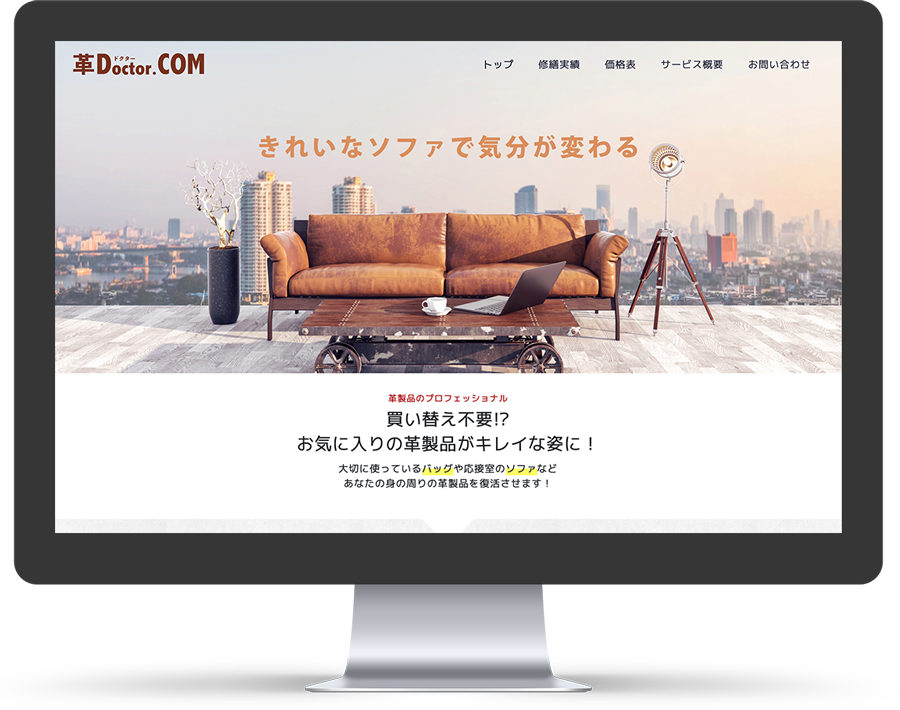 革Doctor.COM
ドクター
トップ 修繕実績 価格表 サービス概要 お問い合わせ
きれいなソファで気分が変わる
革製品のプロフェッショナル
買い替え不要!?
お気に入りの革製品がキレイな姿に！
大切に使っているバッグや応接室のソファなど
あなたの身の周りの革製品を復活させます！